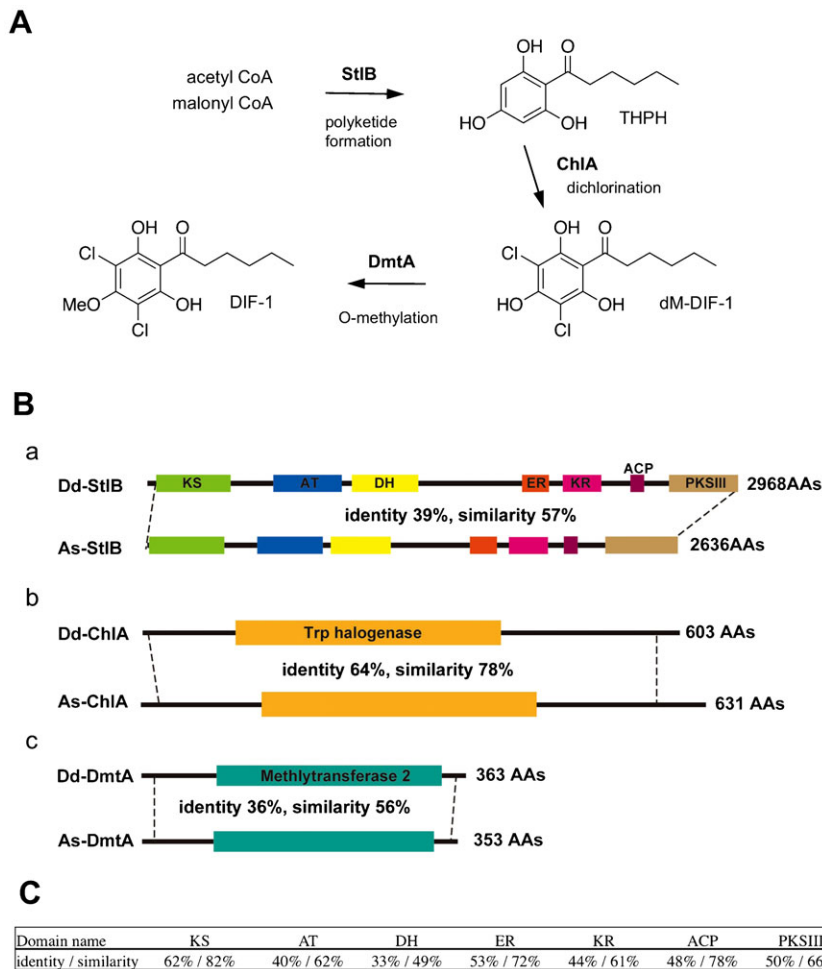 A
acetyl CoA
malonyl CoA
StlB
polyketide
formation
OH
O
HO
OH
THPH
ChlA
dichlorination
OH
O
Cl
HO
OH
Cl
dM-DIF-1
DmtA
O-methylation
OH
O
Cl
MeO
OH
Cl
DIF-1
B
a
Dd-StlB
KS
AT
DH
ER
KR
ACP
PKSIII
2968AAs
identity 39%, similarity 57%
As-StlB
2636AAs
b
Dd-ChlA
Trp halogenase
603 AAs
identity 64%, similarity 78%
As-ChlA
631 AAs
c
Dd-DmtA
Methlytransferase 2
363 AAs
identity 36%, similarity 56%
As-DmtA
353 AAs
C
Domain name KS AT DH ER KR ACP PKSIII
identity / similarity 62% / 82% 40% / 62% 33% / 49% 53% / 72% 44% / 61% 48% / 78% 50% / 66